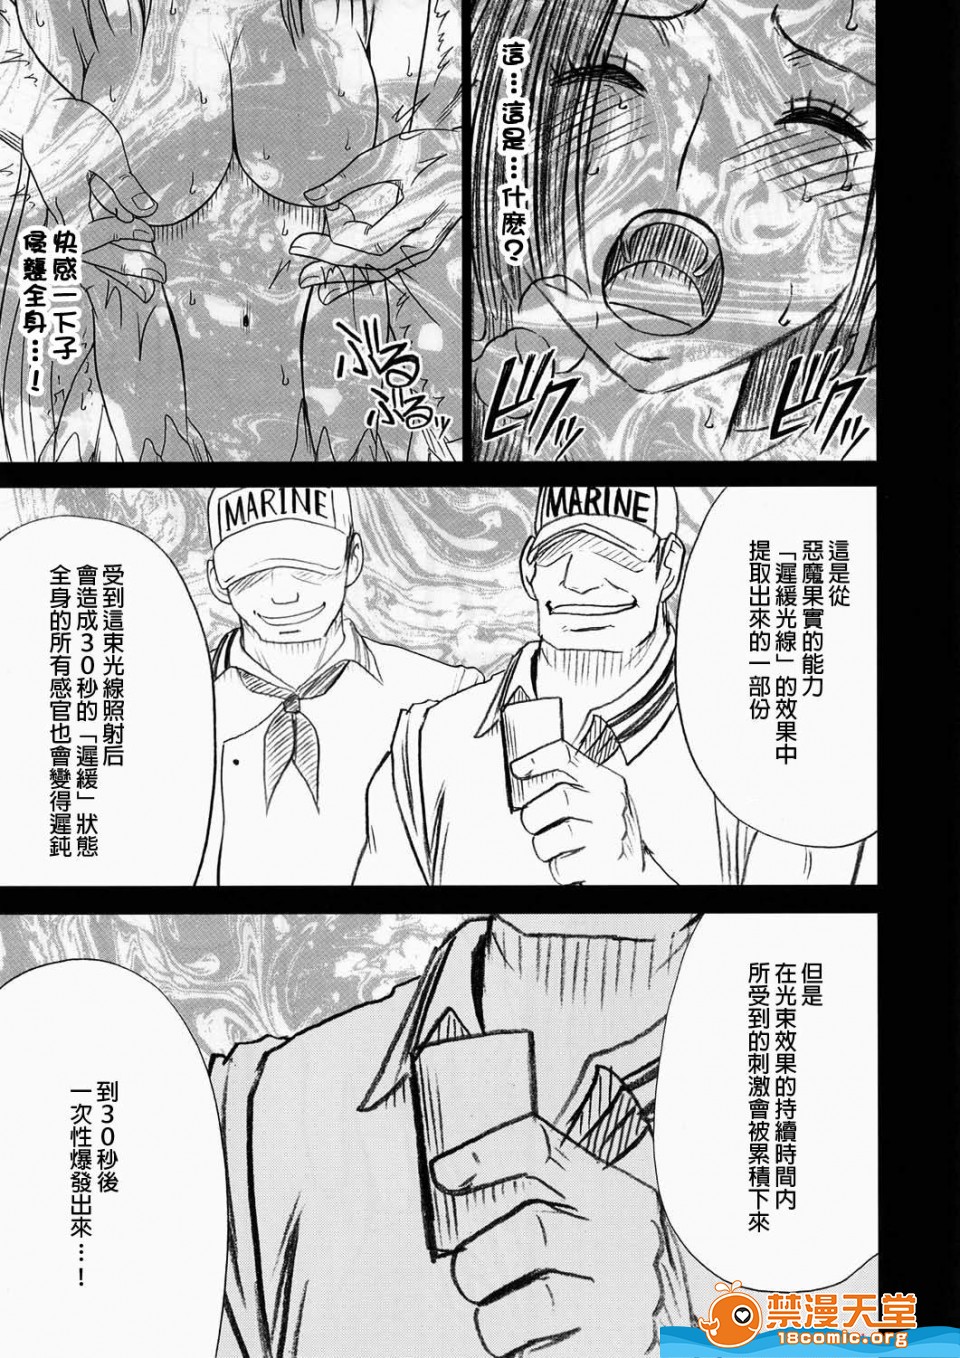 這…這是…什麽？
ビクッ
ビクッ
快感一下子
侵襲全身…！
ぶるぶるッ
MARINE
MARINE
這是從
惡魔果實的能力
「遲緩光線」的效果中
提取出來的一部份
受到這束光線照射后
會造成30秒的「遲緩」狀態
全身的所有感官也會變得遲鈍
但是
在光束效果的持續時間内
所受到的刺激會被累積下來
到30秒後
一次性爆發出來…！
禁漫天堂
18comic.org